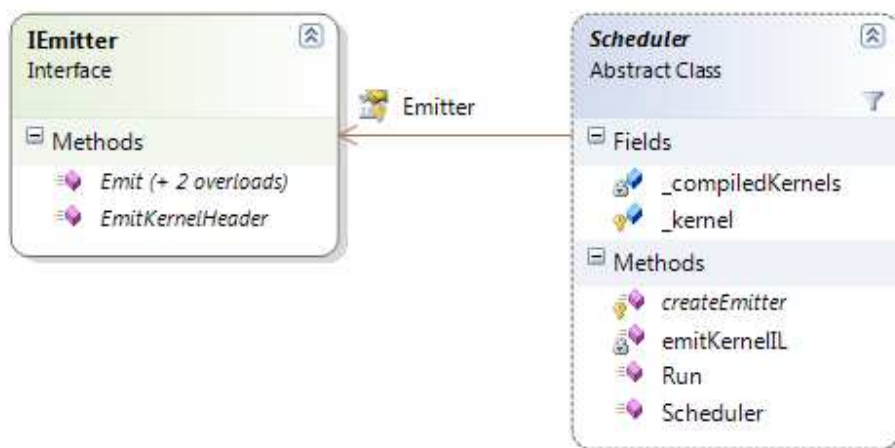 IEmitter
Interface
Methods
Emit (+ 2 overloads)
EmitKernelHeader
Emitter
Scheduler
Abstract Class
Fields
_compiledKernels
_kernel
Methods
createEmitter
emitKernelIL
Run
Scheduler